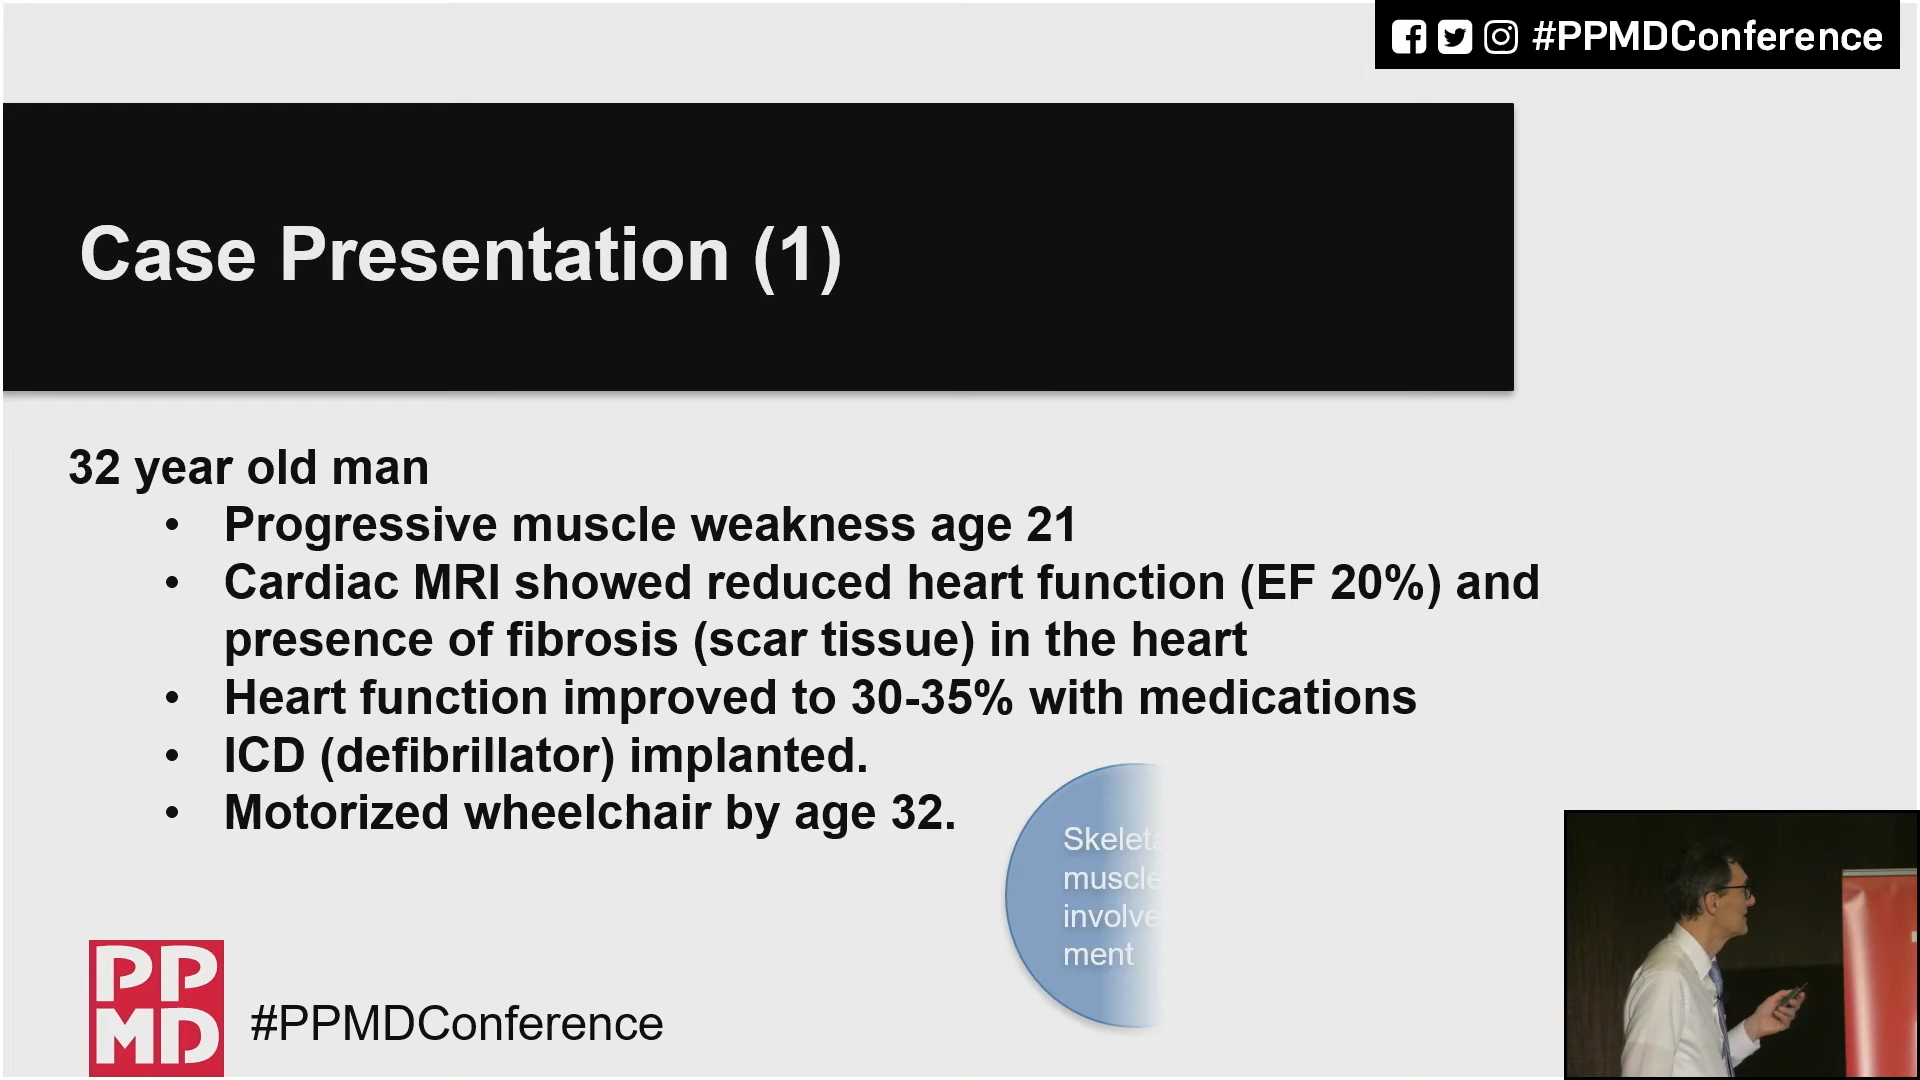 #PPMDConference
Case Presentation (1)
32 year old man
• Progressive muscle weakness age 21
• Cardiac MRI showed reduced heart function (EF 20%) and
presence of fibrosis (scar tissue) in the heart
• Heart function improved to 30-35% with medications
• ICD (defibrillator) implanted.
• Motorized wheelchair by age 32.
muscle
involve
ment
PP
MD
#PPMDConference